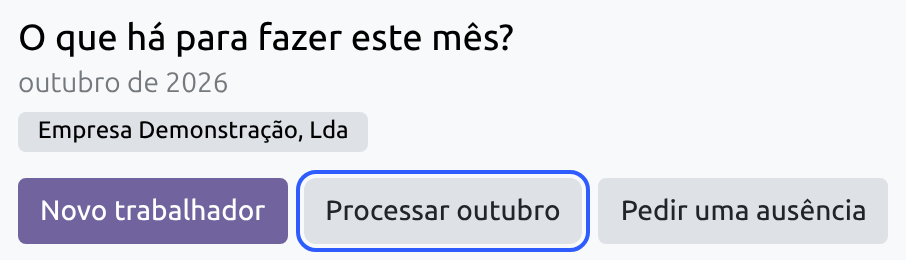 O que há para fazer este mês?
outubro de 2026
Empresa Demonstração, Lda
Novo trabalhador
Processar outubro
Pedir uma ausência